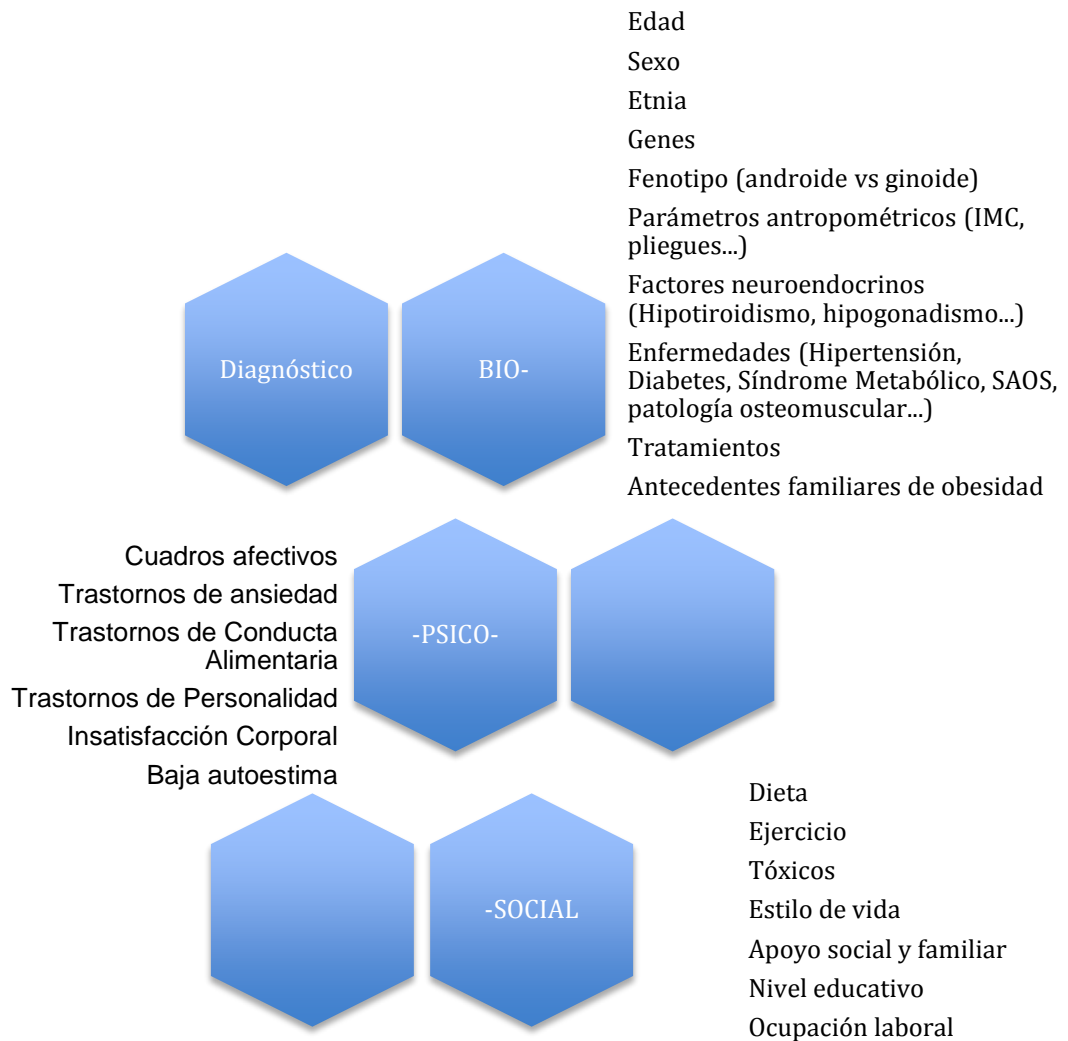 Edad
Sexo
Etnia
Genes
Fenotipo (androide vs ginoide)
Parámetros antropométricos (IMC,
pliegues...)
Factores neuroendocrinos
(Hipotiroidismo, hipogonadismo...)
Enfermedades (Hipertensión,
Diabetes, Síndrome Metabólico, SAOS,
patología osteomuscular...)
Tratamientos
Antecedentes familiares de obesidad
Diagnóstico
BIO-
Cuadros afectivos
Trastornos de ansiedad
Trastornos de Conducta
Alimentaria
Trastornos de Personalidad
Insatisfacción Corporal
Baja autoestima
-PSICO-
-SOCIAL
Dieta
Ejercicio
Tóxicos
Estilo de vida
Apoyo social y familiar
Nivel educativo
Ocupación laboral